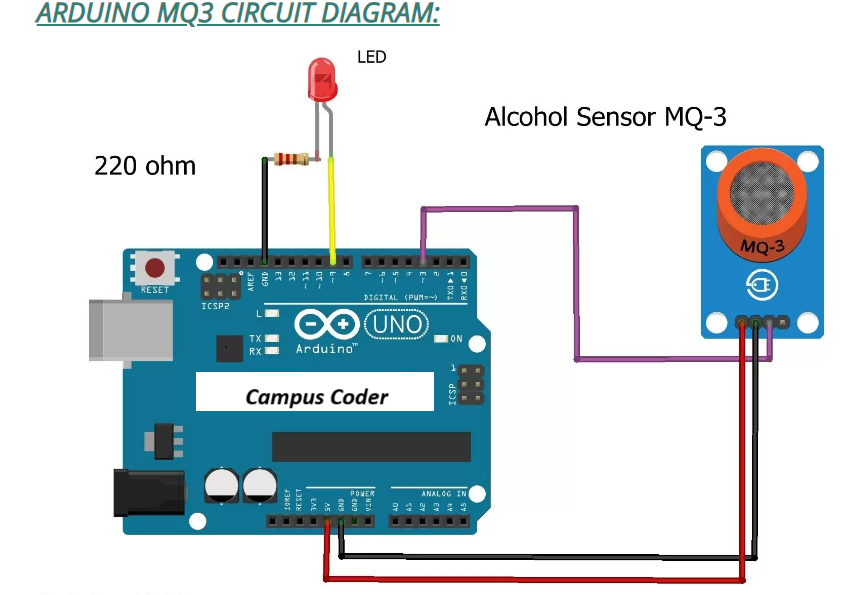 ARDUINO MQ3 CIRCUIT DIAGRAM:
LED
Alcohol Sensor MQ-3
220 ohm
MQ-3
RESET
ICSP2
AREF
GND
13
12
~11
~10
~9
8
7
~6
~5
4
~3
2
TX0▶1
RX0◀0
DIGITAL (PWM=~)
L
TX
RX
UNO
ON
Arduino™
1
ICSP
Campus Coder
POWER
ANALOG IN
IOREF
RESET
3V3
5V
GND
GND
VIN
A0
A1
A2
A3
A4
A5